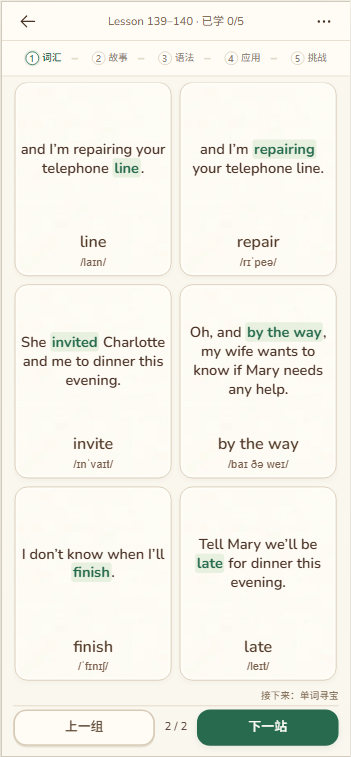 Lesson 139–140 · 已学 0/5
1 词汇 – 2 故事 – 3 语法 – 4 应用 – 5 挑战
and I'm repairing your
telephone line.
line
/laɪn/
and I'm repairing
your telephone line.
repair
/rɪˈpeə/
She invited Charlotte
and me to dinner this
evening.
invite
/ɪnˈvaɪt/
Oh, and by the way,
my wife wants to
know if Mary needs
any help.
by the way
/baɪ ðə weɪ/
I don't know when I'll
finish.
finish
/ˈfɪnɪʃ/
Tell Mary we'll be
late for dinner this
evening.
late
/leɪt/
接下来：单词寻宝
上一组
2 / 2
下一站